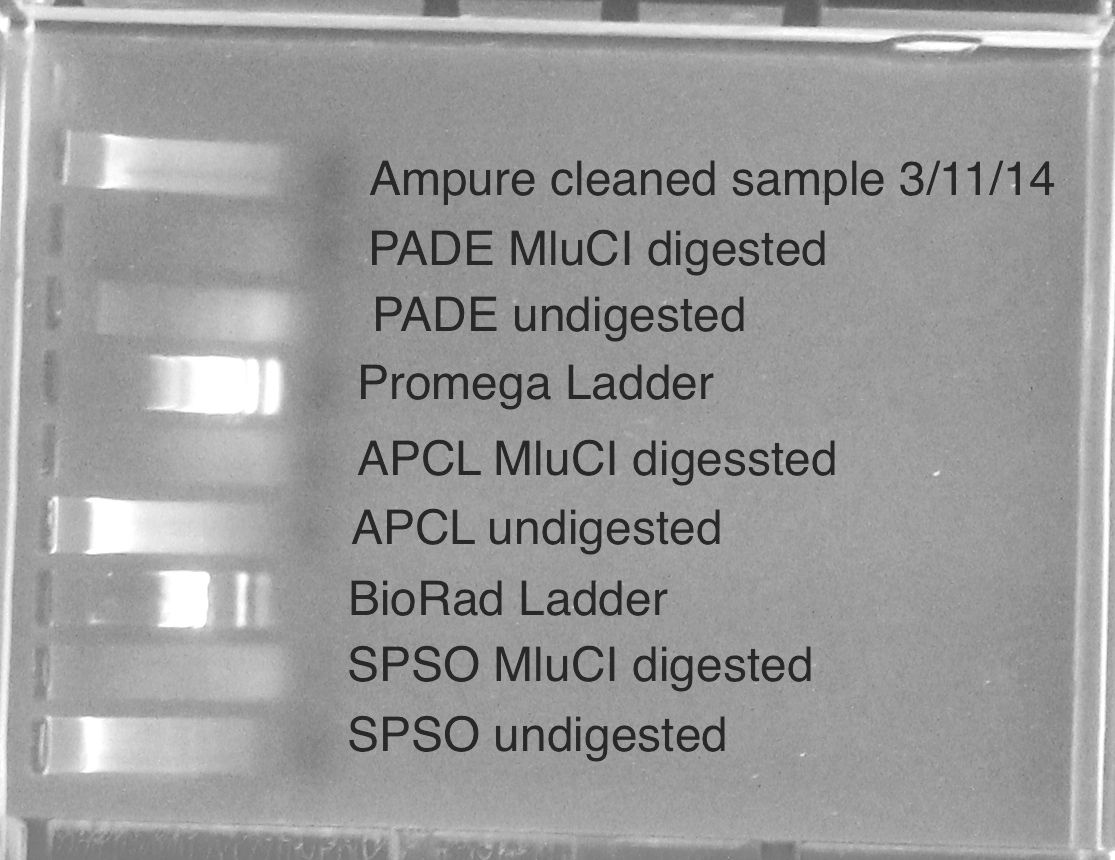 Ampure cleaned sample 3/11/14
PADE MluCI digested
PADE undigested
Promega Ladder
APCL MluCI digessted
APCL undigested
BioRad Ladder
SPSO MluCI digested
SPSO undigested